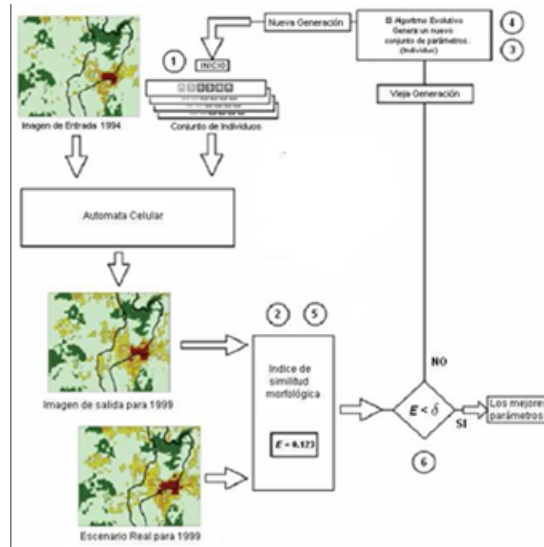 Nueva Generación
El Algoritmo Evolutivo
Genera un nuevo
conjunto de parámetros.
(Individuo)
4
3
1
INICIO
Vieja Generación
Imagen de Entrada 1994
Conjunto de Individuos
Automata Celular
2
5
NO
Indice de
similitud
morfológica
E < δ
Los mejores
parámetros
SI
Imagen de salida para 1999
E = 0.123
6
Escenario Real para 1999